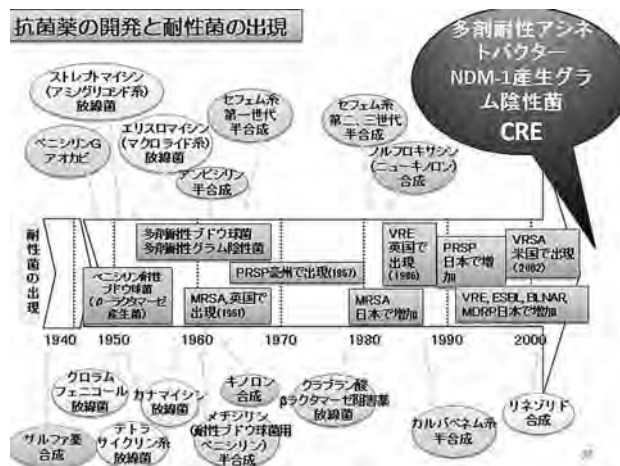 抗菌薬の開発と耐性菌の出現
多剤耐性アシネ
トバクター
NDM-1産生グラ
ム陰性菌
CRE
ストレプトマイシン
(アミノグリコシド系)
放線菌
セフェム系
第一世代
半合成
セフェム系
第二、三世代
半合成
ペニシリンG
アオカビ
エリスロマイシン
(マクロライド系)
放線菌
アンピシリン
半合成
ノルフロキサシン
(ニューキノロン)
合成
耐性菌の出現
多剤耐性ブドウ球菌
多剤耐性グラム陰性菌
VRE
英国で
出現
(1986)
PRSP
日本で増
加
VRSA
米国で出現
(2002)
ペニシリン耐性
ブドウ球菌
(β-ラクタマーゼ
産生菌)
PRSP豪州で出現(1967)
MRSA,英国で
出現(1961)
MRSA
日本で増加
VRE, ESBL, BLNAR,
MDRP日本で増加
1940
1950
1960
1970
1980
1990
2000
クロラム
フェニコール
放線菌
カナマイシン
放線菌
キノロン
合成
クラブラン酸
βラクタマーゼ阻害薬
放線菌
リネゾリド
合成
サルファ薬
合成
テトラ
サイクリン系
放線菌
メチシリン
(耐性ブドウ球菌用
ペニシリン)
半合成
カルバペネム系
半合成